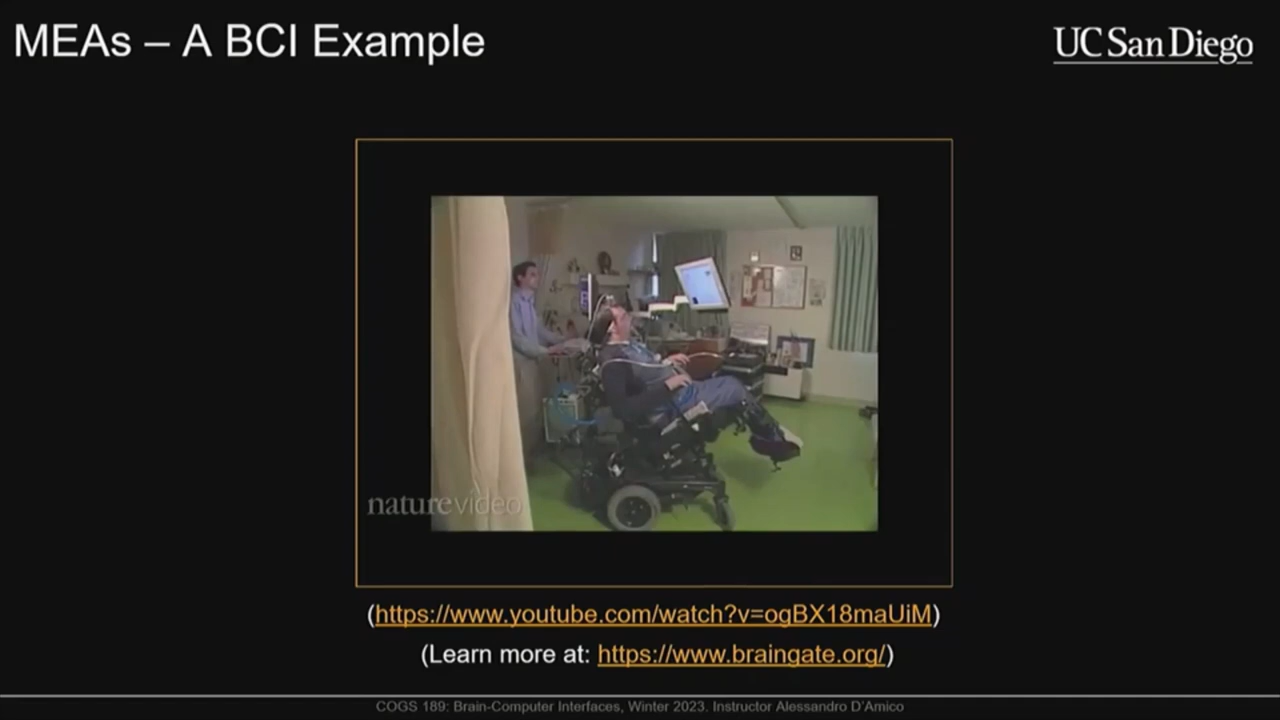 MEAs – A BCI Example
UC San Diego
naturevideo
(https://www.youtube.com/watch?v=ogBX18maUiM)
(Learn more at: https://www.braingate.org/)
COGS 189: Brain-Computer Interfaces, Winter 2023. Instructor Alessandro D'Amico